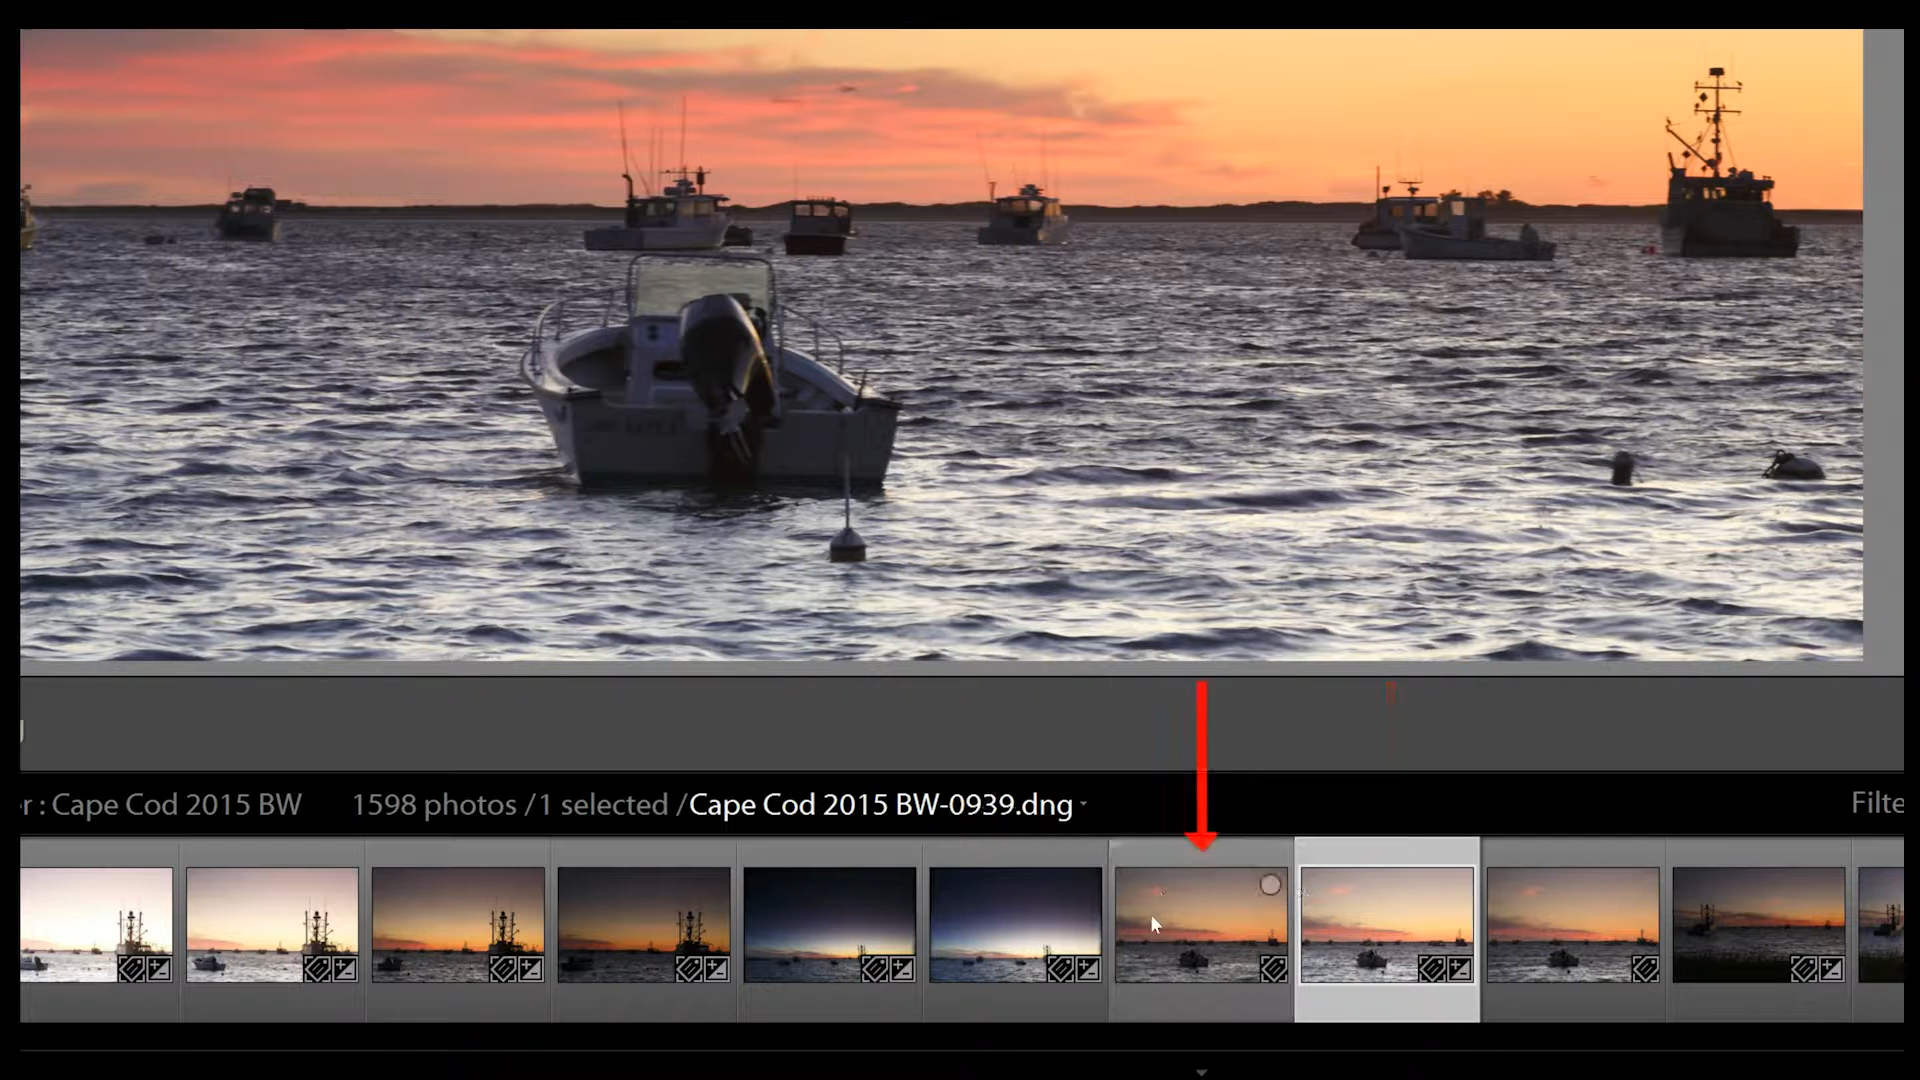 r : Cape Cod 2015 BW 1598 photos /1 selected /Cape Cod 2015 BW-0939.dng
Filte